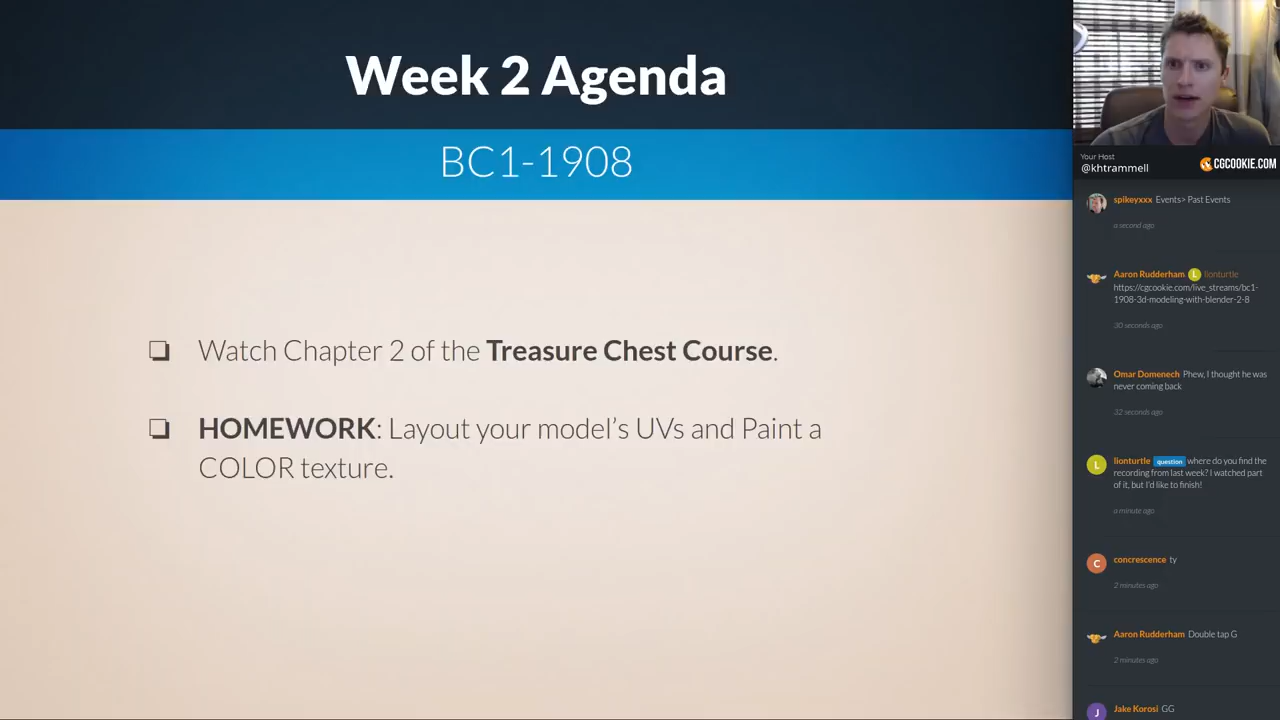 Week 2 Agenda
BC1-1908
❏ Watch Chapter 2 of the Treasure Chest Course.
❏ HOMEWORK: Layout your model's UVs and Paint a
COLOR texture.
Your Host
@khtrammell
CGCOOKIE.COM
spikeyxxx Events> Past Events
a second ago
Aaron Rudderham L lionturtle
https://cgcookie.com/live_streams/bc1-
1908-3d-modeling-with-blender-2-8
30 seconds ago
Omar Domenech Phew, I thought he was
never coming back
32 seconds ago
L lionturtle question where do you find the
recording from last week? I watched part
of it, but I'd like to finish!
a minute ago
C concrescence ty
2 minutes ago
Aaron Rudderham Double tap G
2 minutes ago
J Jake Korosi GG